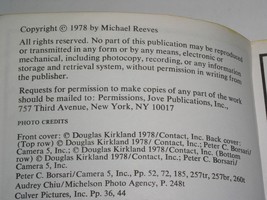 Copyright © 1978 by Michael Reeves
All rights reserved. No part of this publication may be reproduced
or transmitted in any form or by any means, electronic or
mechanical, including photocopy, recording, or any information
storage and retrieval system, without permission in writing from
the publisher.
Requests for permission to make copies of any part of the work
should be mailed to: Permissions, Jove Publications, Inc.,
757 Third Avenue, New York, NY 10017
PHOTO CREDITS
Front cover: © Douglas Kirkland 1978/Contact, Inc. Back cover:
(Top row) © Douglas Kirkland 1978/Contact, Inc.; Peter C. Borsari/
Camera 5, Inc.; © Douglas Kirkland 1978/Contact, Inc. (Bottom
row) © Douglas Kirkland 1978/Contact, Inc.; Peter C. Borsari/
Camera 5, Inc.
Peter C. Borsari/Camera 5, Inc., Pp. 52, 72, 185, 257tr, 257br, 260t
Audrey Chiu/Michelson Photo Agency, P. 248t
Culver Pictures, Inc. Pp. 36, 44